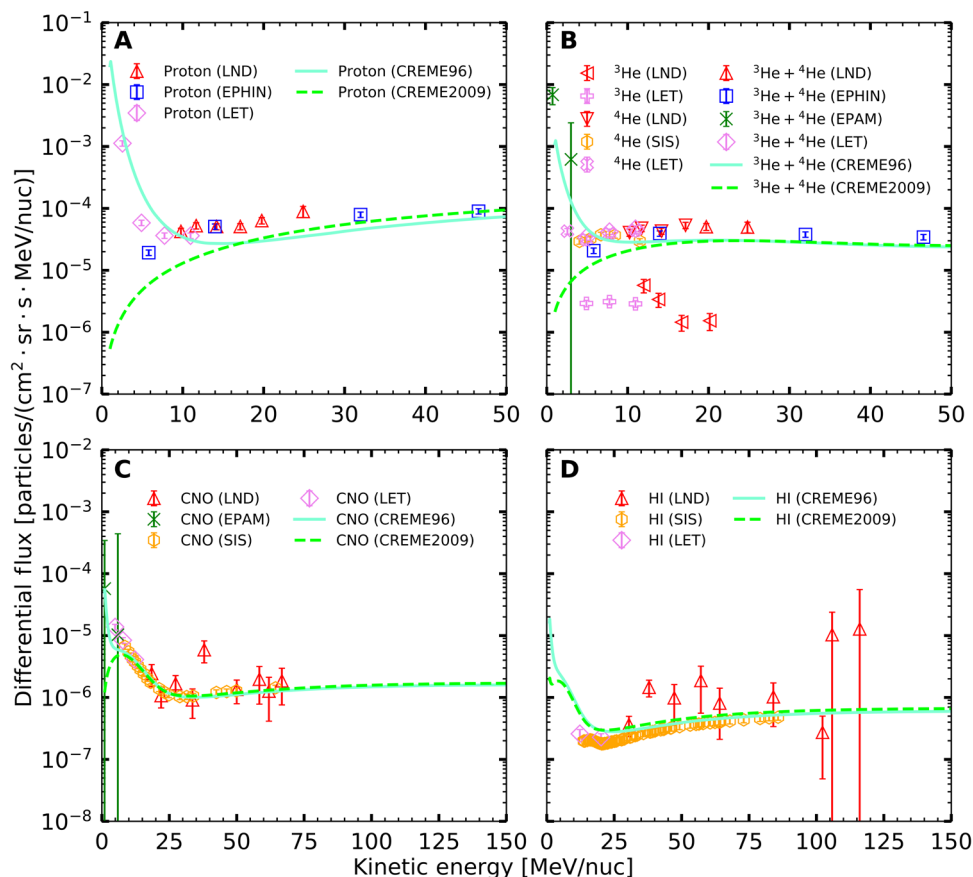 Differential flux [particles/(cm² · sr · s · MeV/nuc)]
A
Proton (LND)
Proton (EPHIN)
Proton (LET)
Proton (CREME96)
Proton (CREME2009)
10⁻¹
10⁻²
10⁻³
10⁻⁴
10⁻⁵
10⁻⁶
10⁻⁷
0 10 20 30 40 50
B
³He (LND)
³He (LET)
⁴He (LND)
⁴He (SIS)
⁴He (LET)
³He + ⁴He (LND)
³He + ⁴He (EPHIN)
³He + ⁴He (EPAM)
³He + ⁴He (LET)
³He + ⁴He (CREME96)
³He + ⁴He (CREME2009)
0 10 20 30 40 50
C
CNO (LND)
CNO (EPAM)
CNO (SIS)
CNO (LET)
CNO (CREME96)
CNO (CREME2009)
10⁻²
10⁻³
10⁻⁴
10⁻⁵
10⁻⁶
10⁻⁷
10⁻⁸
0 25 50 75 100 125 150
D
HI (LND)
HI (SIS)
HI (LET)
HI (CREME96)
HI (CREME2009)
0 25 50 75 100 125 150
Kinetic energy [MeV/nuc]